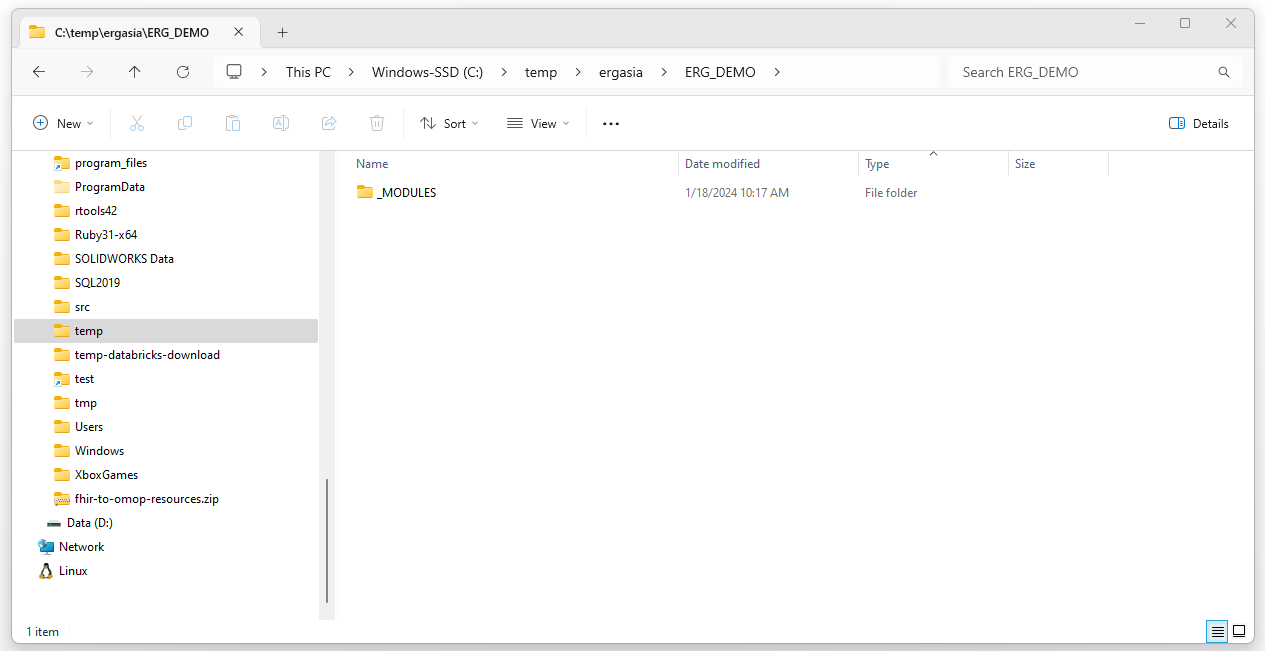 C:\temp\ergasia\ERG_DEMO
This PC > Windows-SSD (C:) > temp > ergasia > ERG_DEMO >
Search ERG_DEMO
New
Sort
View
Details
program_files
ProgramData
rtools42
Ruby31-x64
SOLIDWORKS Data
SQL2019
src
temp
temp-databricks-download
test
tmp
Users
Windows
XboxGames
fhir-to-omop-resources.zip
Data (D:)
Network
Linux
Name Date modified Type Size
_MODULES 1/18/2024 10:17 AM File folder
1 item